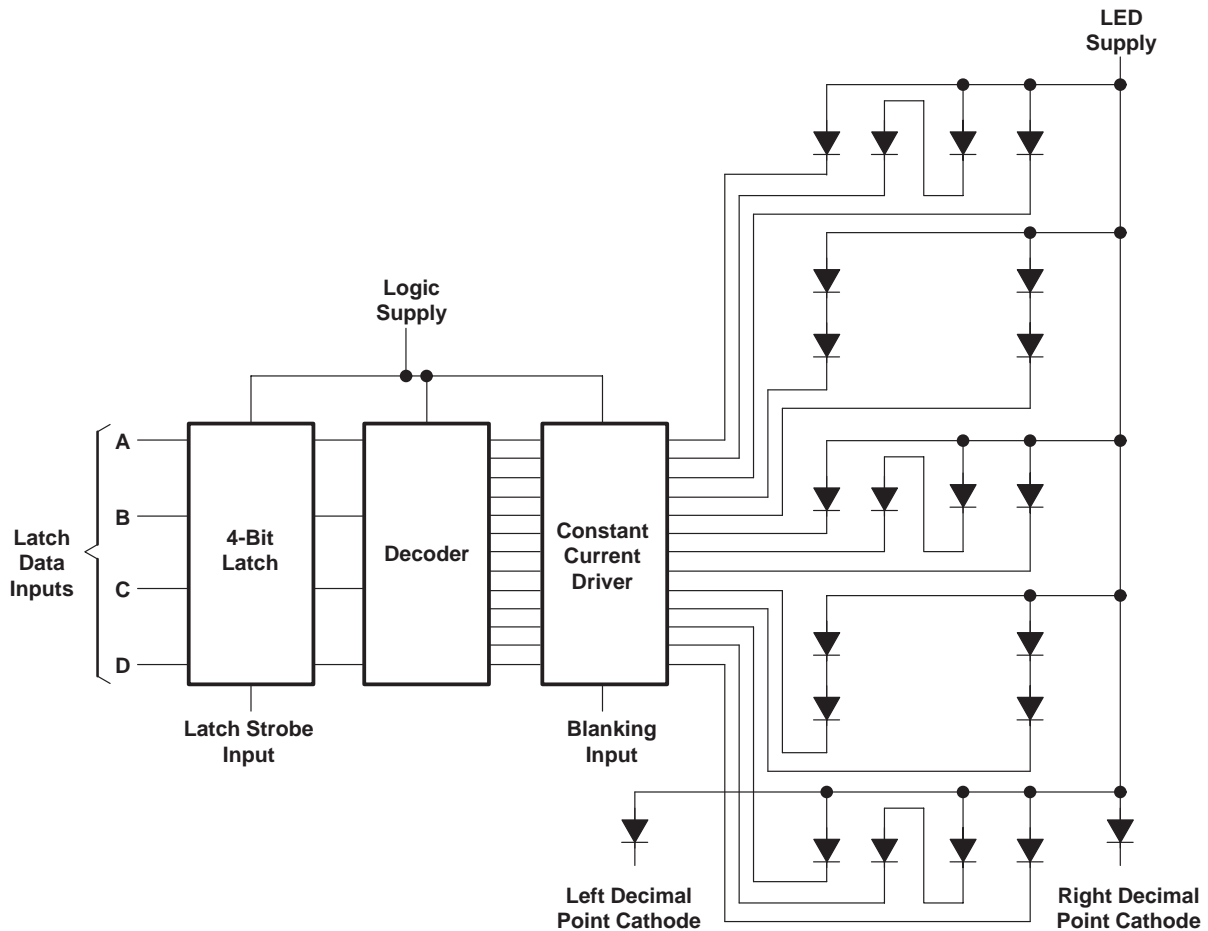 LED
Supply
Logic
Supply
Latch
Data
Inputs
A
B
C
D
4-Bit
Latch
Decoder
Constant
Current
Driver
Latch Strobe
Input
Blanking
Input
Left Decimal
Point Cathode
Right Decimal
Point Cathode